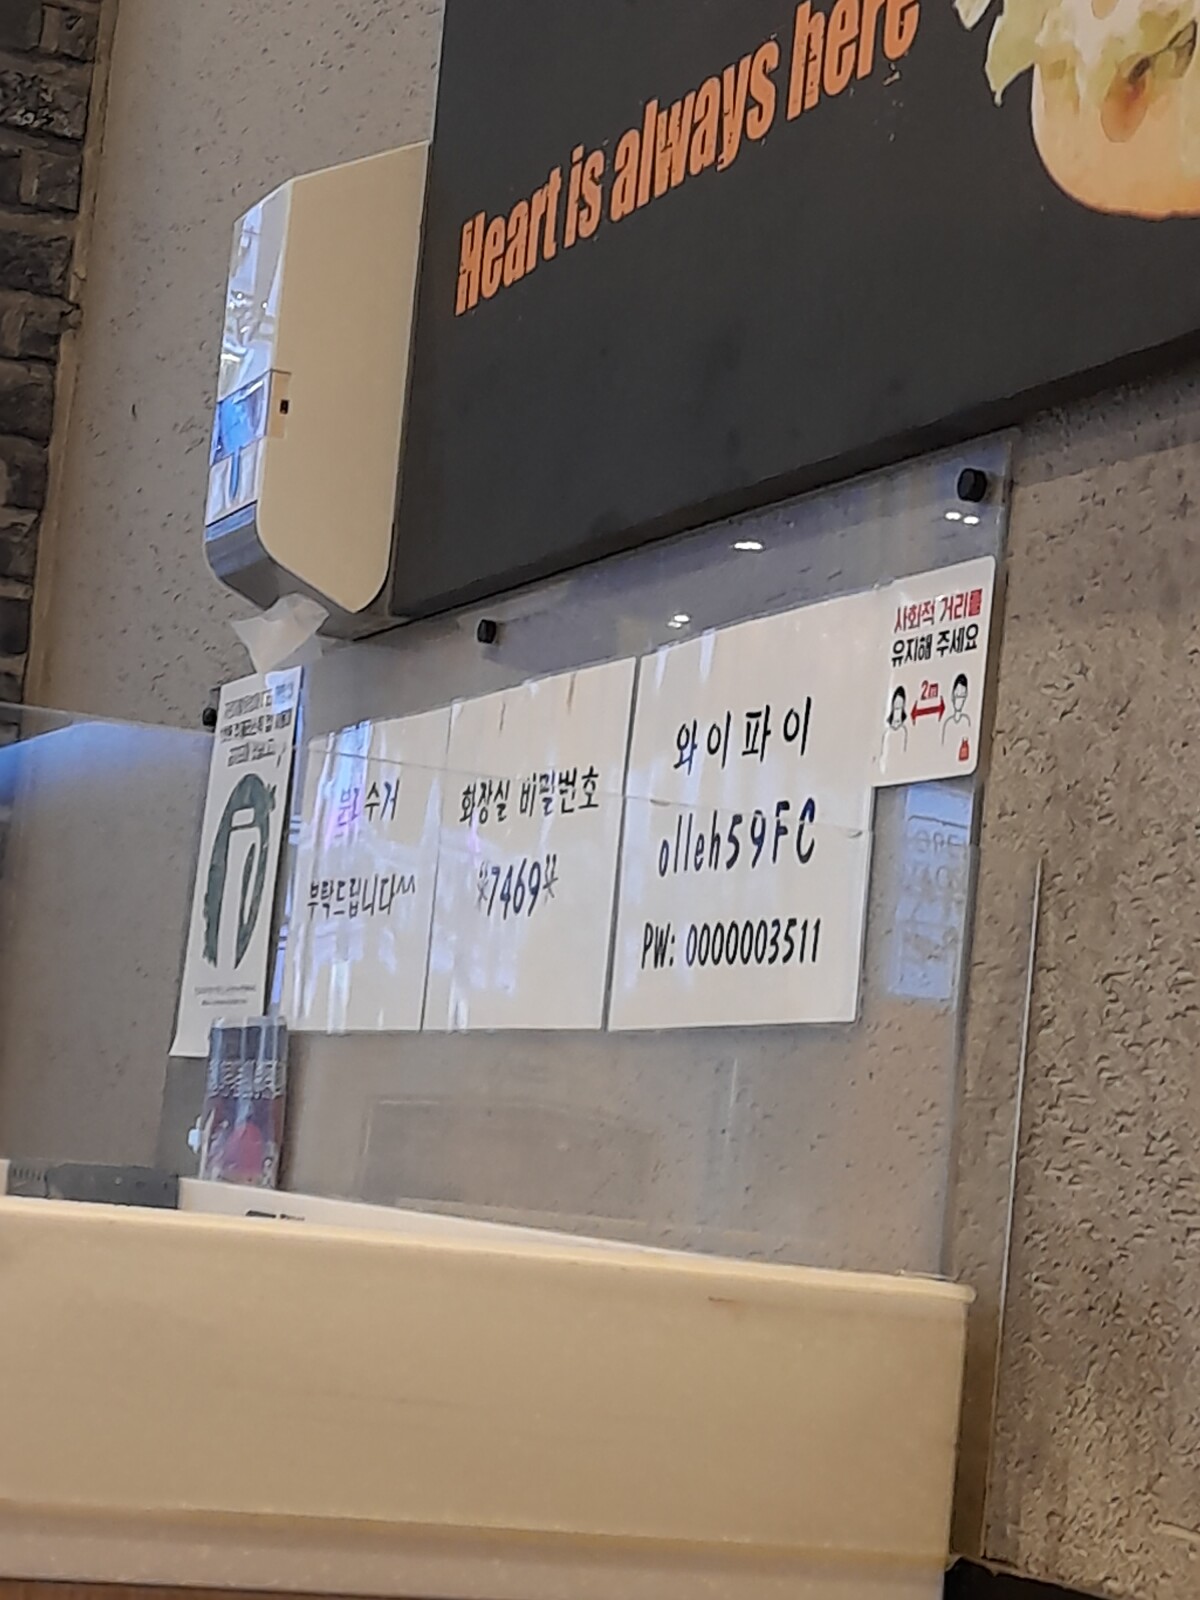 Heart is always here
사회적 거리를
유지해 주세요
2m
수거
부탁드립니다^^
화장실 비밀번호
※7469※
와이파이
olleh59FC
PW: 0000003511